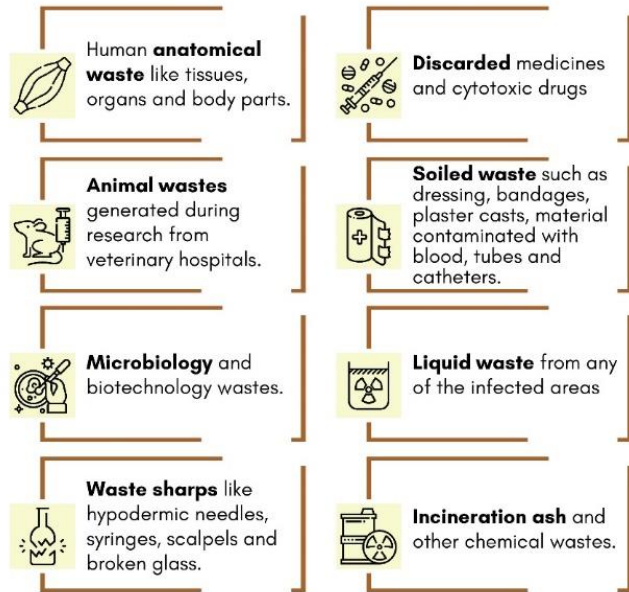 Human anatomical
waste like tissues,
organs and body parts.
Discarded medicines
and cytotoxic drugs
Animal wastes
generated during
research from
veterinary hospitals.
Soiled waste such as
dressing, bandages,
plaster casts, material
contaminated with
blood, tubes and
catheters.
Microbiology and
biotechnology wastes.
Liquid waste from any
of the infected areas
Waste sharps like
hypodermic needles,
syringes, scalpels and
broken glass.
Incineration ash and
other chemical wastes.